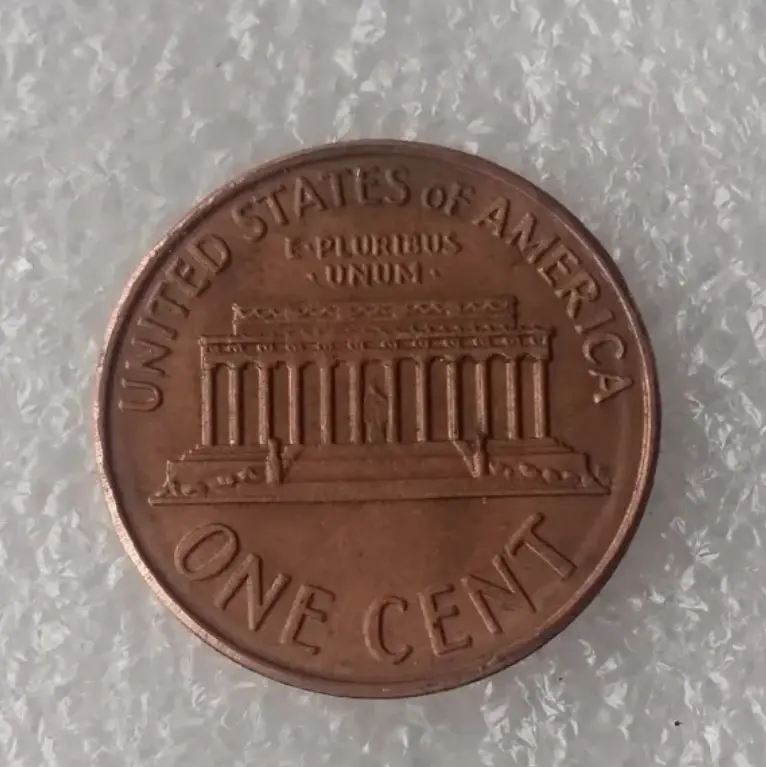 UNITED STATES OF AMERICA
E·PLURIBUS
·UNUM·
ONE CENT